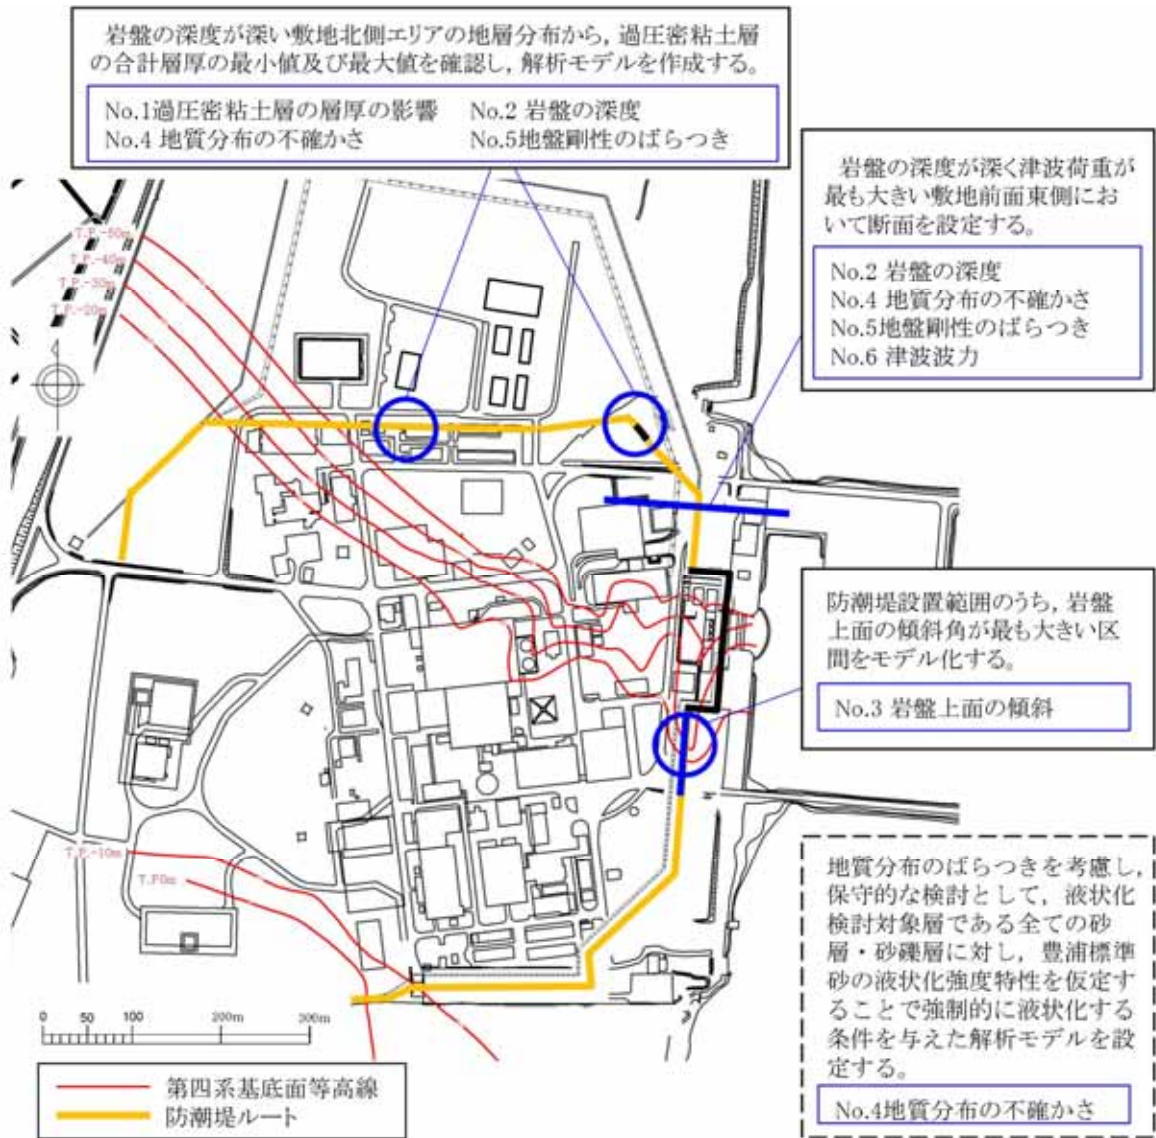 岩盤の深度が深い敷地北側エリアの地層分布から，過圧密粘土層
の合計層厚の最小値及び最大値を確認し，解析モデルを作成する。
No.1過圧密粘土層の層厚の影響　No.2 岩盤の深度
No.4 地質分布の不確かさ　No.5地盤剛性のばらつき
岩盤の深度が深く津波荷重が
最も大きい敷地前面東側にお
いて断面を設定する。
No.2 岩盤の深度
No.4 地質分布の不確かさ
No.5地盤剛性のばらつき
No.6 津波波力
T.P.-50m
T.P.-40m
T.P.-30m
T.P.-20m
防潮堤設置範囲のうち，岩盤
上面の傾斜角が最も大きい区
間をモデル化する。
No.3 岩盤上面の傾斜
T.P.-10m
T.P.0m
地質分布のばらつきを考慮し，
保守的な検討として，液状化
検討対象層である全ての砂
層・砂礫層に対し，豊浦標準
砂の液状化強度特性を仮定す
ることで強制的に液状化する
条件を与えた解析モデルを設
定する。
No.4地質分布の不確かさ
0 50 100 200m 300m
第四系基底面等高線
防潮堤ルート